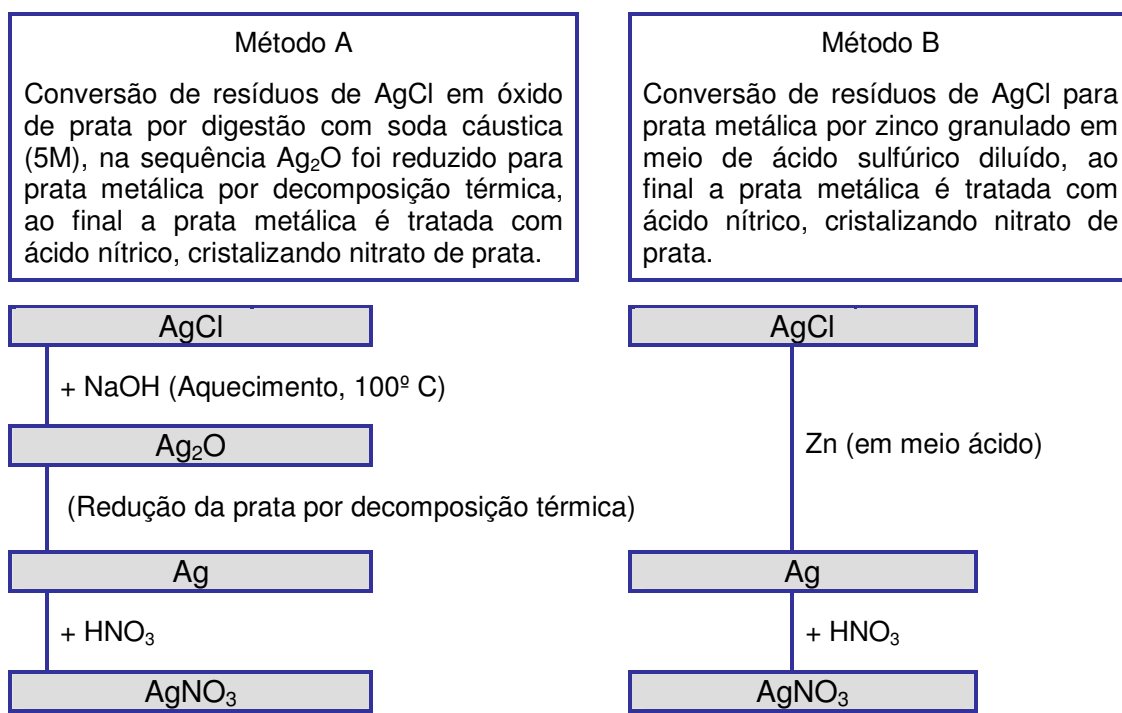 Método A
Conversão de resíduos de AgCl em óxido
de prata por digestão com soda cáustica
(5M), na sequência Ag₂O foi reduzido para
prata metálica por decomposição térmica,
ao final a prata metálica é tratada com
ácido nítrico, cristalizando nitrato de prata.
AgCl
+ NaOH (Aquecimento, 100º C)
Ag₂O
(Redução da prata por decomposição térmica)
Ag
+ HNO₃
AgNO₃
Método B
Conversão de resíduos de AgCl para
prata metálica por zinco granulado em
meio de ácido sulfúrico diluído, ao
final a prata metálica é tratada com
ácido nítrico, cristalizando nitrato de
prata.
AgCl
Zn (em meio ácido)
Ag
+ HNO₃
AgNO₃